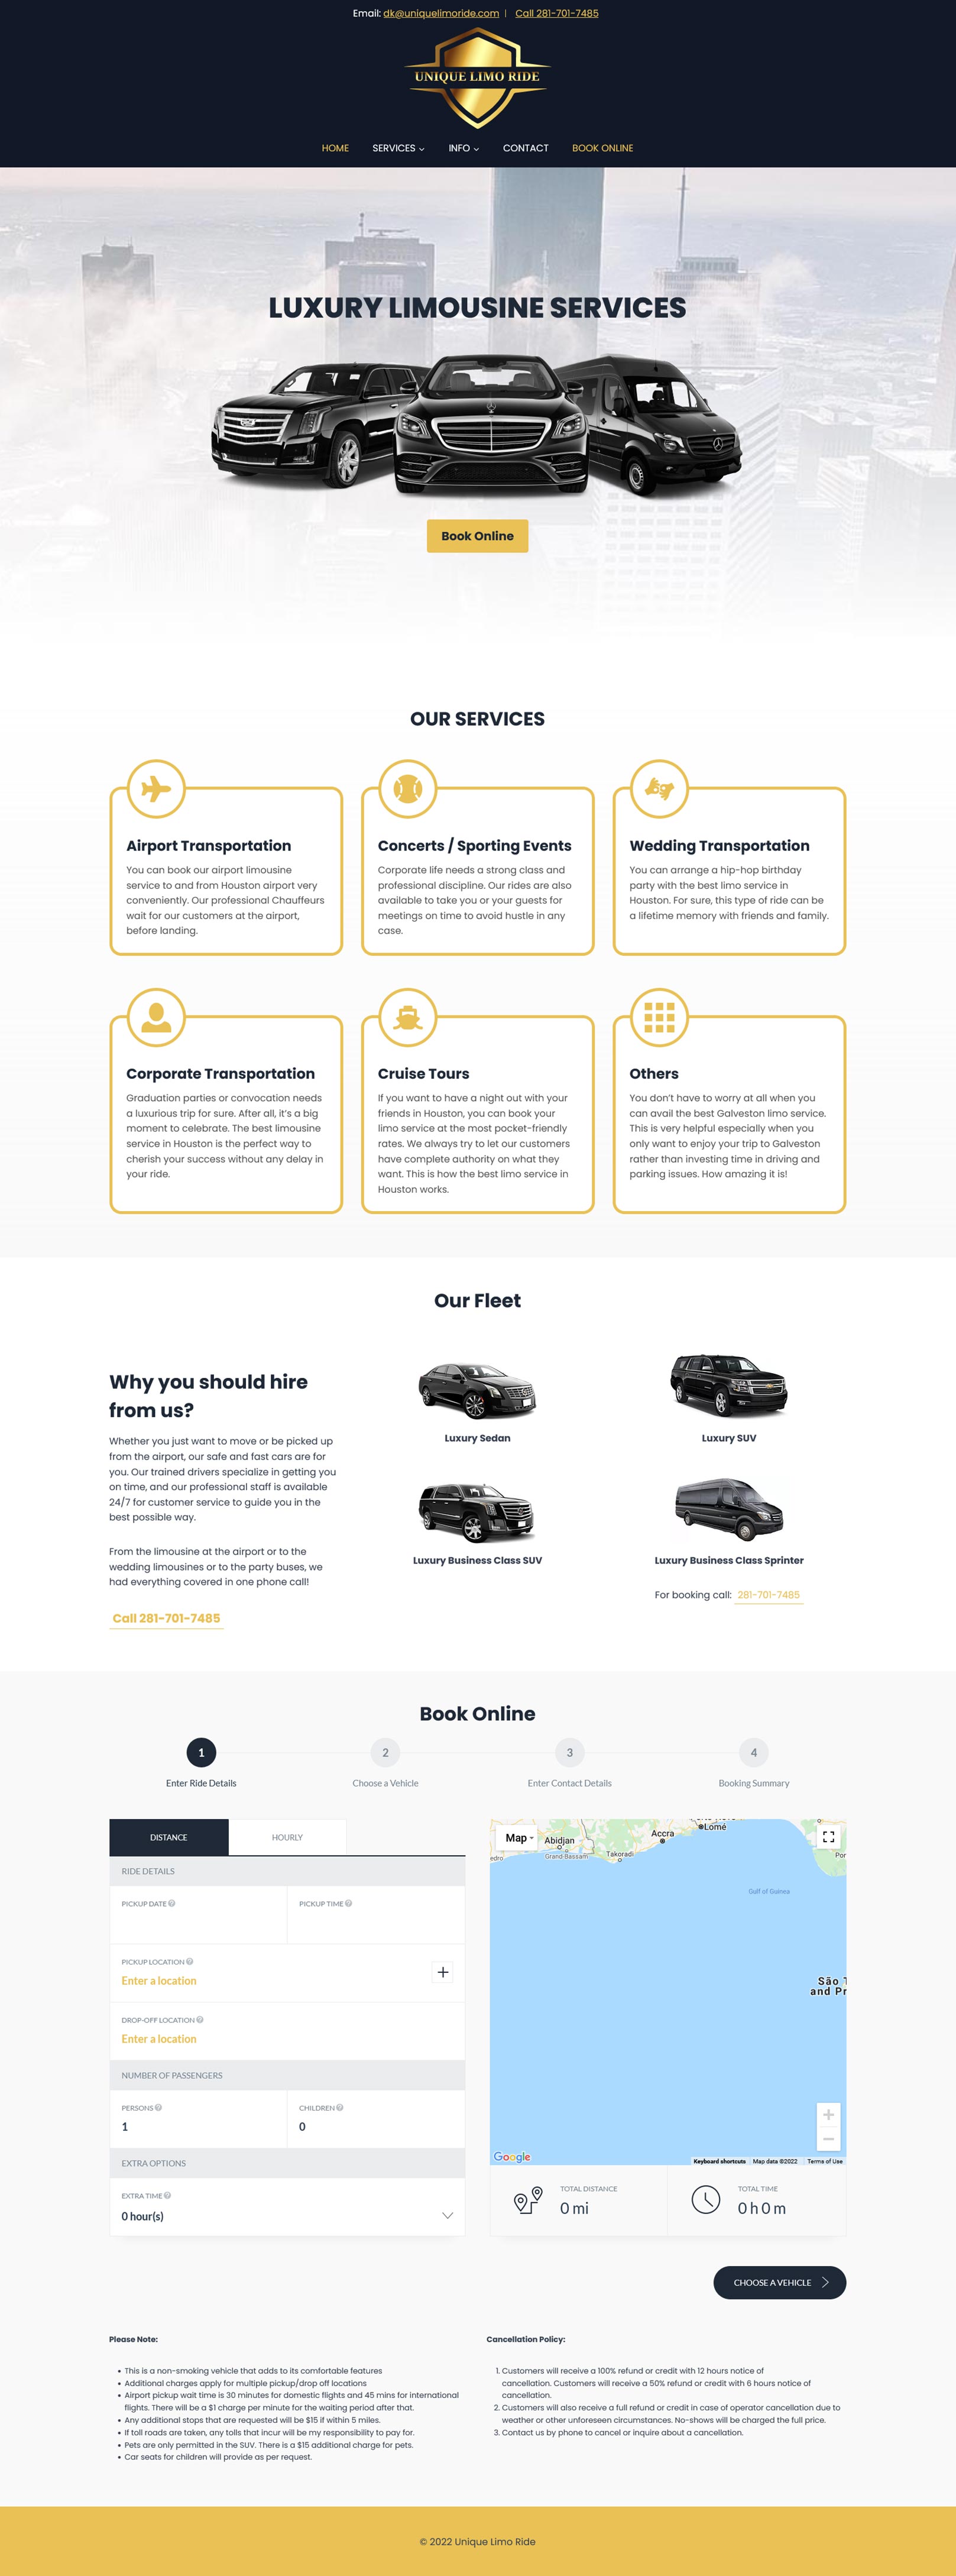 Email: dk@uniquelimoride.com | Call 281-701-7485
UNIQUE LIMO RIDE
HOME SERVICES INFO CONTACT BOOK ONLINE
LUXURY LIMOUSINE SERVICES
Book Online
OUR SERVICES
Airport Transportation
You can book our airport limousine
service to and from Houston airport very
conveniently. Our professional Chauffeurs
wait for our customers at the airport,
before landing.
Concerts / Sporting Events
Corporate life needs a strong class and
professional discipline. Our rides are also
available to take you or your guests for
meetings on time to avoid hustle in any
case.
Wedding Transportation
You can arrange a hip-hop birthday
party with the best limo service in
Houston. For sure, this type of ride can be
a lifetime memory with friends and family.
Corporate Transportation
Graduation parties or convocation needs
a luxurious trip for sure. After all, it's a big
moment to celebrate. The best limousine
service in Houston is the perfect way to
cherish your success without any delay in
your ride.
Cruise Tours
If you want to have a night out with your
friends in Houston, you can book your
limo service at the most pocket-friendly
rates. We always try to let our customers
have complete authority on what they
want. This is how the best limo service in
Houston works.
Others
You don't have to worry at all when you
can avail the best Galveston limo service.
This is very helpful especially when you
only want to enjoy your trip to Galveston
rather than investing time in driving and
parking issues. How amazing it is!
Our Fleet
Why you should hire
from us?
Whether you just want to move or be picked up
from the airport, our safe and fast cars are for
you. Our trained drivers specialize in getting you
on time, and our professional staff is available
24/7 for customer service to guide you in the
best possible way.
From the limousine at the airport or to the
wedding limousines or to the party buses, we
had everything covered in one phone call!
Call 281-701-7485
Luxury Sedan
Luxury SUV
Luxury Business Class SUV
Luxury Business Class Sprinter
For booking call: 281-701-7485
Book Online
1 2 3 4
Enter Ride Details Choose a Vehicle Enter Contact Details Booking Summary
DISTANCE HOURLY
RIDE DETAILS
PICKUP DATE PICKUP TIME
PICKUP LOCATION
Enter a location
+
DROP-OFF LOCATION
Enter a location
NUMBER OF PASSENGERS
PERSONS CHILDREN
1 0
EXTRA OPTIONS
EXTRA TIME
0 hour(s)
Map
Abidjan
Grand-Bassam
Takoradi
Accra
Lomé
Por
edro
Gulf of Guinea
São T
and Pr
+
−
Google
Keyboard shortcuts Map data ©2022 Terms of Use
TOTAL DISTANCE
0 mi
TOTAL TIME
0 h 0 m
CHOOSE A VEHICLE
Please Note:
• This is a non-smoking vehicle that adds to its comfortable features
• Additional charges apply for multiple pickup/drop off locations
• Airport pickup wait time is 30 minutes for domestic flights and 45 mins for international
flights. There will be a $1 charge per minute for the waiting period after that.
• Any additional stops that are requested will be $15 if within 5 miles.
• If toll roads are taken, any tolls that incur will be my responsibility to pay for.
• Pets are only permitted in the SUV. There is a $15 additional charge for pets.
• Car seats for children will provide as per request.
Cancellation Policy:
1. Customers will receive a 100% refund or credit with 12 hours notice of
cancellation. Customers will receive a 50% refund or credit with 6 hours notice of
cancellation.
2. Customers will also receive a full refund or credit in case of operator cancellation due to
weather or other unforeseen circumstances. No-shows will be charged the full price.
3. Contact us by phone to cancel or inquire about a cancellation.
© 2022 Unique Limo Ride